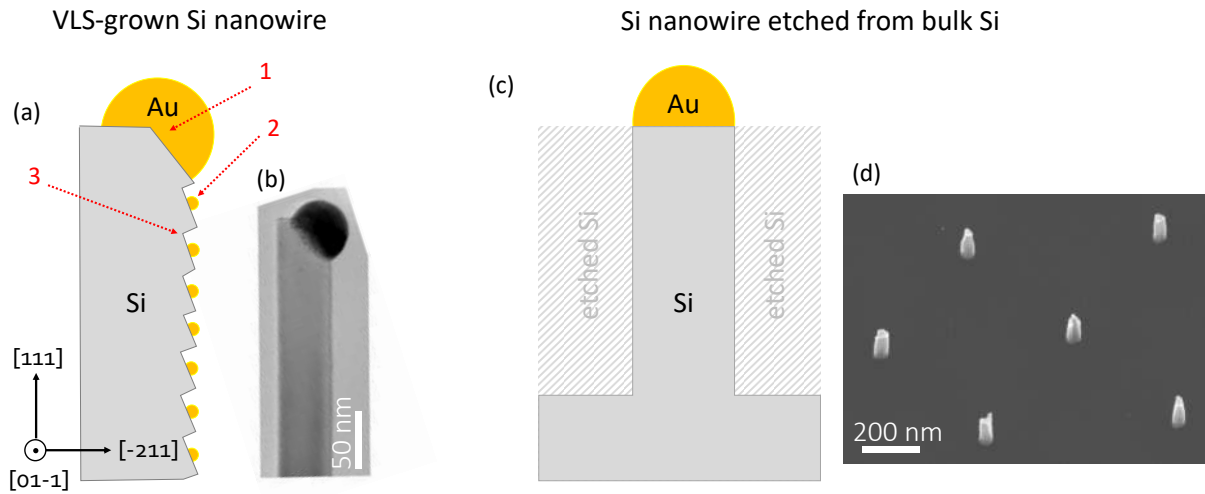 VLS-grown Si nanowire
Si nanowire etched from bulk Si
(a)
1
Au
2
3
(b)
Si
[111]
[-211]
[01-1]
50 nm
(c)
Au
etched Si
Si
etched Si
(d)
200 nm